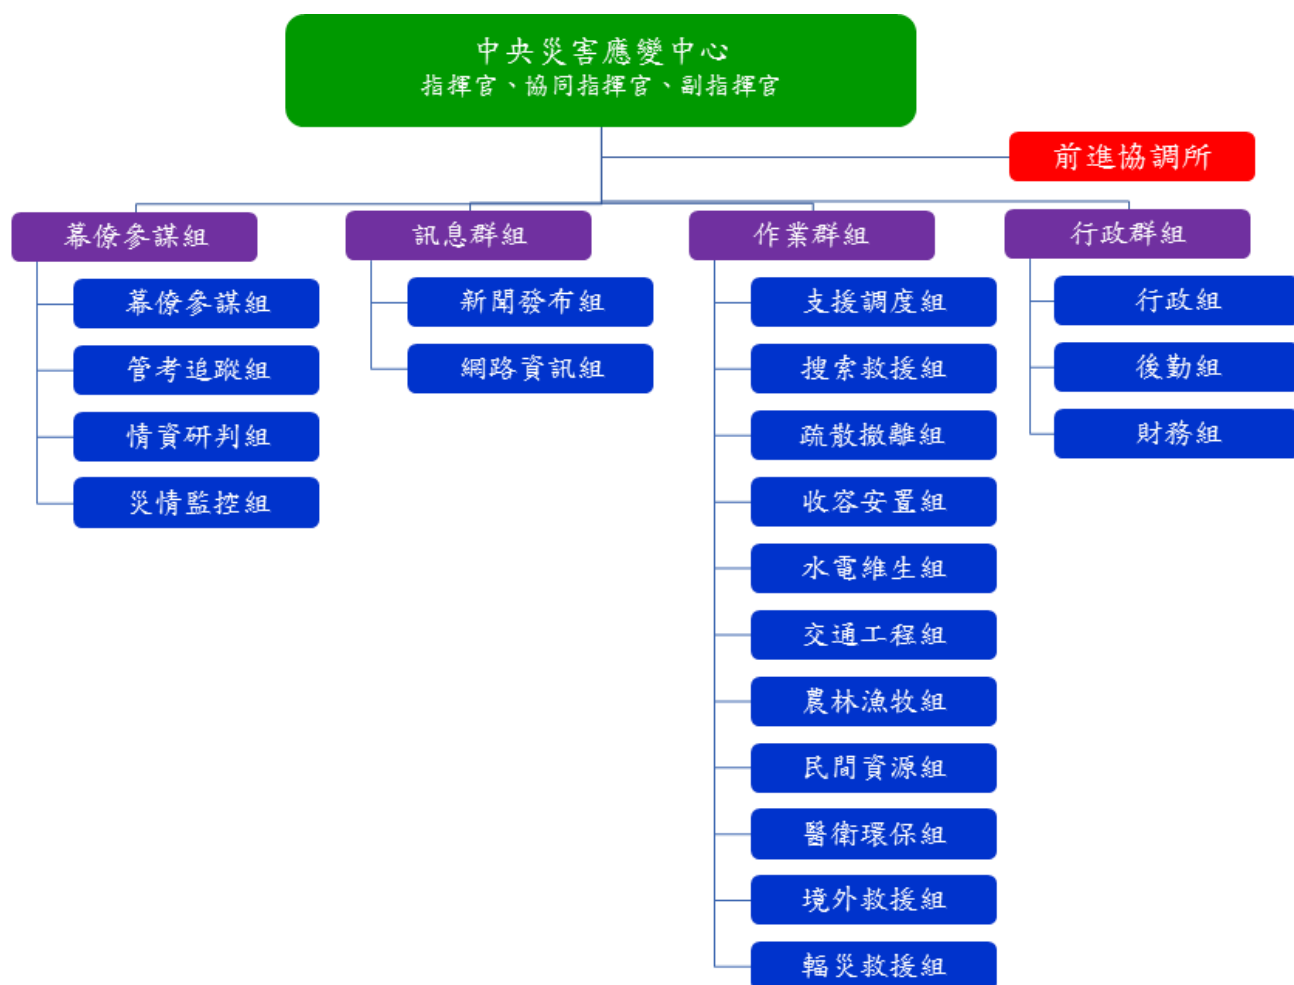 中央災害應變中心
指揮官、協同指揮官、副指揮官
前進協調所
幕僚參謀組
幕僚參謀組
管考追蹤組
情資研判組
災情監控組
訊息群組
新聞發布組
網路資訊組
作業群組
支援調度組
搜索救援組
疏散撤離組
收容安置組
水電維生組
交通工程組
農林漁牧組
民間資源組
醫衛環保組
境外救援組
輻災救援組
行政群組
行政組
後勤組
財務組